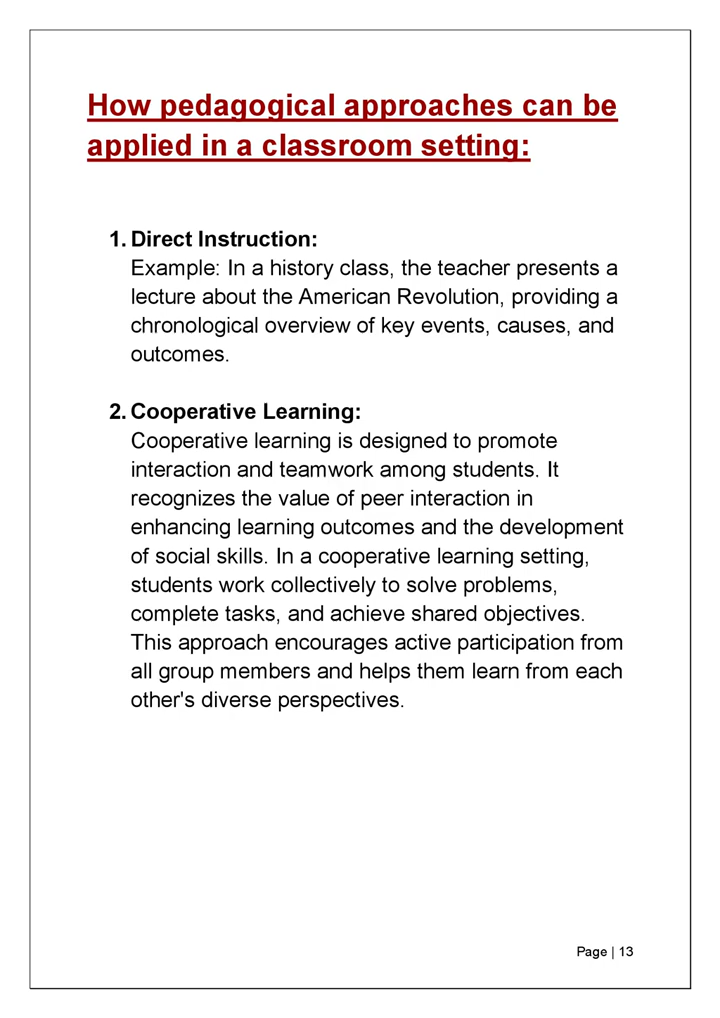 How pedagogical approaches can be
applied in a classroom setting:
1. Direct Instruction:
Example: In a history class, the teacher presents a
lecture about the American Revolution, providing a
chronological overview of key events, causes, and
outcomes.
2. Cooperative Learning:
Cooperative learning is designed to promote
interaction and teamwork among students. It
recognizes the value of peer interaction in
enhancing learning outcomes and the development
of social skills. In a cooperative learning setting,
students work collectively to solve problems,
complete tasks, and achieve shared objectives.
This approach encourages active participation from
all group members and helps them learn from each
other's diverse perspectives.
Page | 13